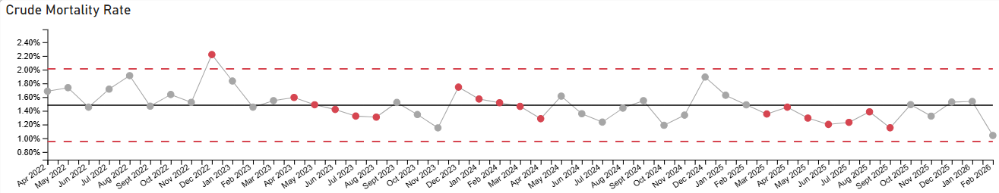 Crude Mortality Rate
2.40%
2.20%
2.00%
1.80%
1.60%
1.40%
1.20%
1.00%
0.80%
Apr 2022
May 2022
Jun 2022
Jul 2022
Aug 2022
Sept 2022
Oct 2022
Nov 2022
Dec 2022
Jan 2023
Feb 2023
Mar 2023
Apr 2023
May 2023
Jun 2023
Jul 2023
Aug 2023
Sept 2023
Oct 2023
Nov 2023
Dec 2023
Jan 2024
Feb 2024
Mar 2024
Apr 2024
May 2024
Jun 2024
Jul 2024
Aug 2024
Sept 2024
Oct 2024
Nov 2024
Dec 2024
Jan 2025
Feb 2025
Mar 2025
Apr 2025
May 2025
Jun 2025
Jul 2025
Aug 2025
Sept 2025
Oct 2025
Nov 2025
Dec 2025
Jan 2026
Feb 2026